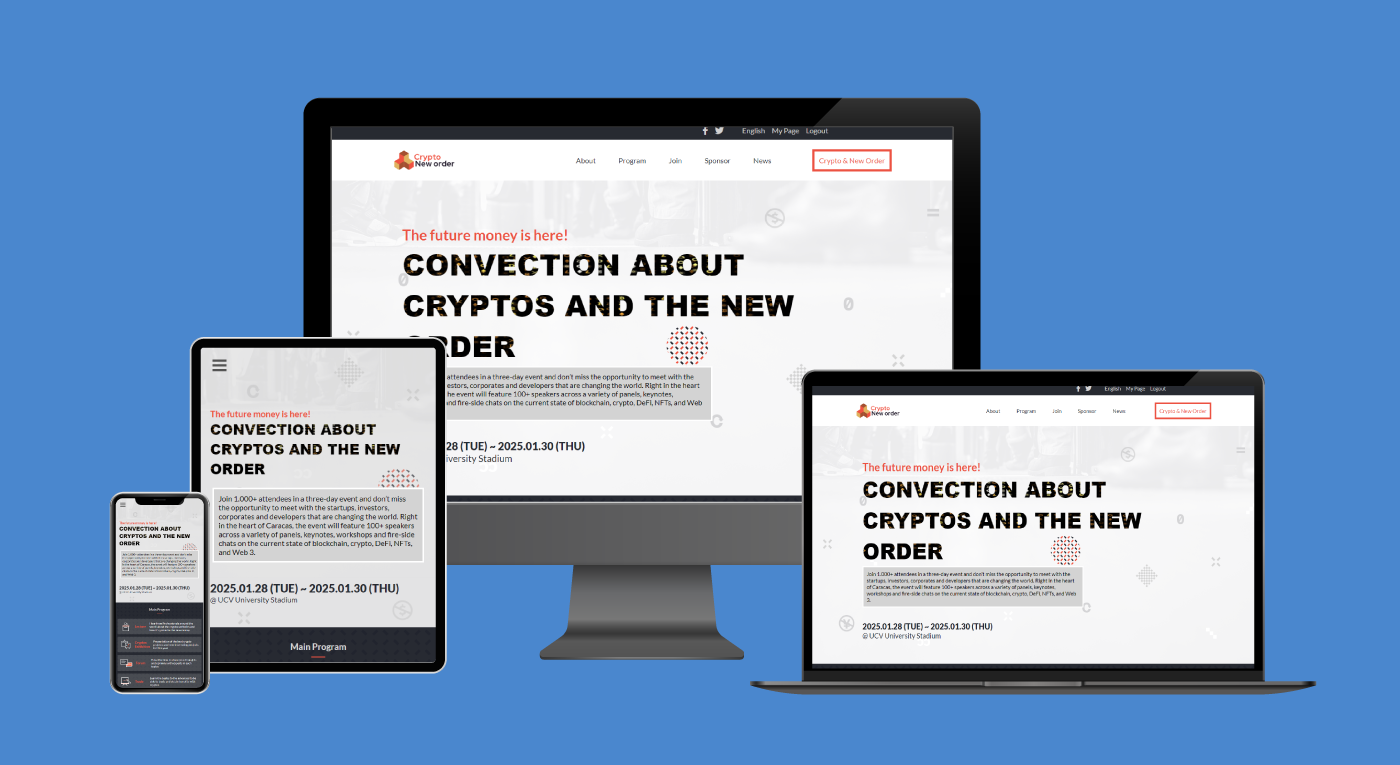 English My Page Logout
Crypto
New order
About Program Join Sponsor News
Crypto & New Order
The future money is here!
CONVECTION ABOUT
CRYPTOS AND THE NEW
ORDER
attendees in a three-day event and don't miss the opportunity to meet with the
estors, corporates and developers that are changing the world. Right in the heart
he event will feature 100+ speakers across a variety of panels, keynotes,
nd fire-side chats on the current state of blockchain, crypto, DeFI, NFTs, and Web
28 (TUE) ~ 2025.01.30 (THU)
iversity Stadium
The future money is here!
CONVECTION ABOUT
CRYPTOS AND THE NEW
ORDER
Join 1,000+ attendees in a three-day event and don't miss
the opportunity to meet with the startups, investors,
corporates and developers that are changing the world. Right
in the heart of Caracas, the event will feature 100+ speakers
across a variety of panels, keynotes, workshops and fire-side
chats on the current state of blockchain, crypto, DeFI, NFTs,
and Web 3.
2025.01.28 (TUE) ~ 2025.01.30 (THU)
@ UCV University Stadium
Main Program
The future money is here!
CONVECTION ABOUT
CRYPTOS AND THE NEW
ORDER
2025.01.28 (TUE) ~ 2025.01.30 (THU)
@ UCV University Stadium
Main Program
English My Page Logout
Crypto
New order
About Program Join Sponsor News
Crypto & New Order
The future money is here!
CONVECTION ABOUT
CRYPTOS AND THE NEW
ORDER
Join 1,000+ attendees in a three-day event and don't miss the opportunity to meet with the
startups, investors, corporates and developers that are changing the world. Right in the heart
of Caracas, the event will feature 100+ speakers across a variety of panels, keynotes,
workshops and fire-side chats on the current state of blockchain, crypto, DeFI, NFTs, and Web
3.
2025.01.28 (TUE) ~ 2025.01.30 (THU)
@ UCV University Stadium